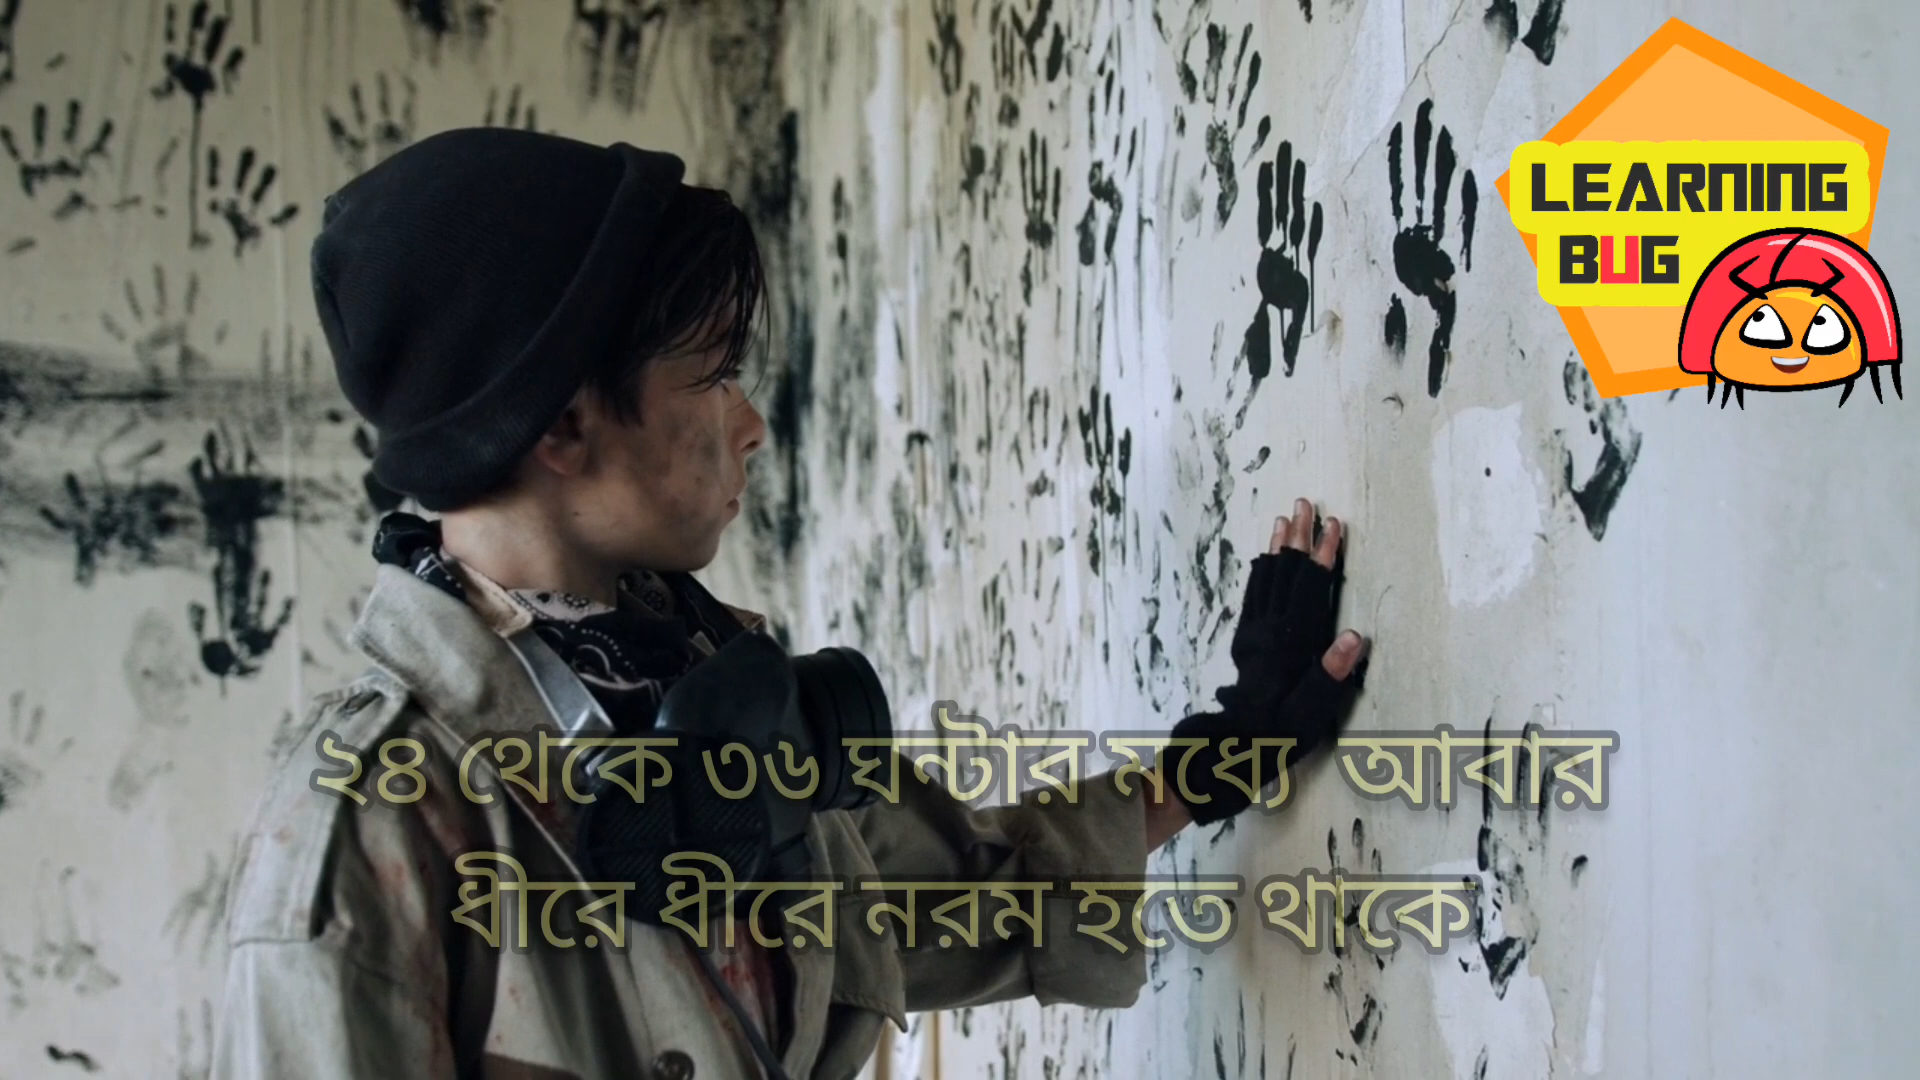 LEARNING
BUG
২৪ থেকে ৩৬ ঘন্টার মধ্যে আবার
ধীরে ধীরে নরম হতে থাকে